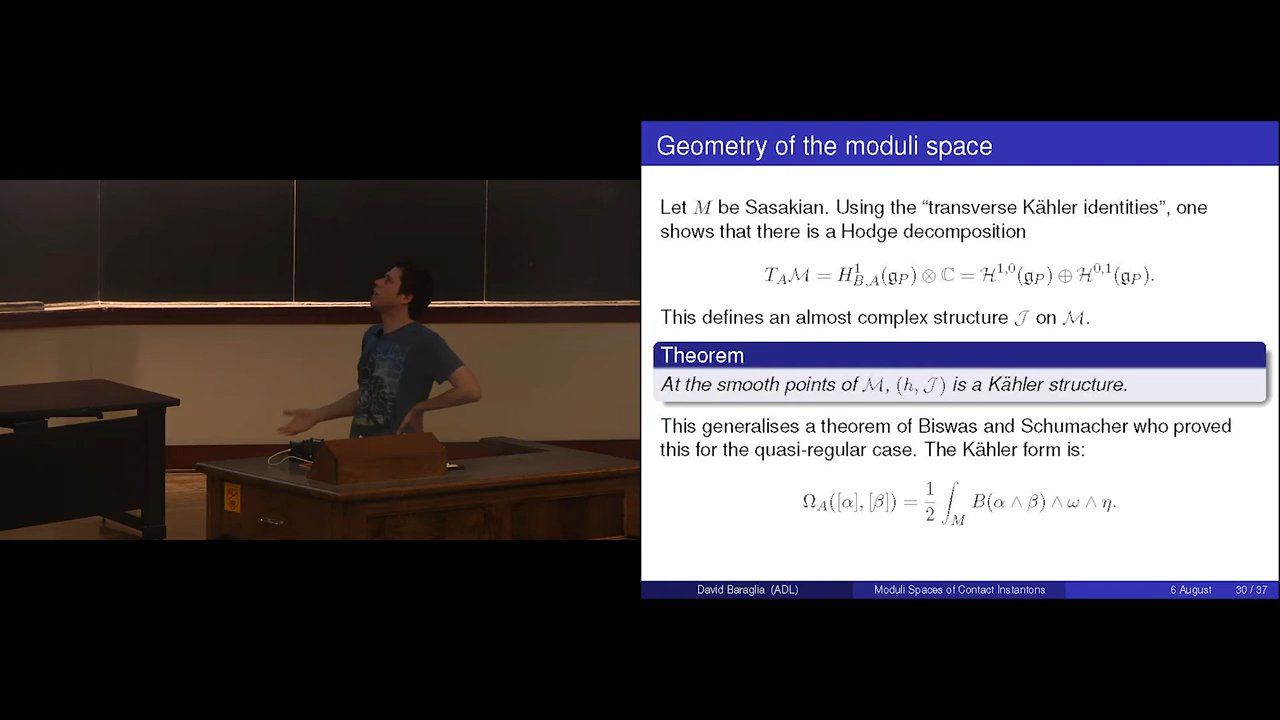 Geometry of the moduli space
Let M be Sasakian. Using the “transverse Kähler identities”, one
shows that there is a Hodge decomposition
T_A𝓜 = H^1_{B,A}(𝔤_P) ⊗ ℂ = 𝓗^{1,0}(𝔤_P) ⊕ 𝓗^{0,1}(𝔤_P).
This defines an almost complex structure 𝒥 on 𝓜.
Theorem
At the smooth points of 𝓜, (h, 𝒥) is a Kähler structure.
This generalises a theorem of Biswas and Schumacher who proved
this for the quasi-regular case. The Kähler form is:
Ω_A([α], [β]) = 1/2 ∫_M B(α ∧ β) ∧ ω ∧ η.
David Baraglia (ADL) Moduli Spaces of Contact Instantons 6 August 30 / 37